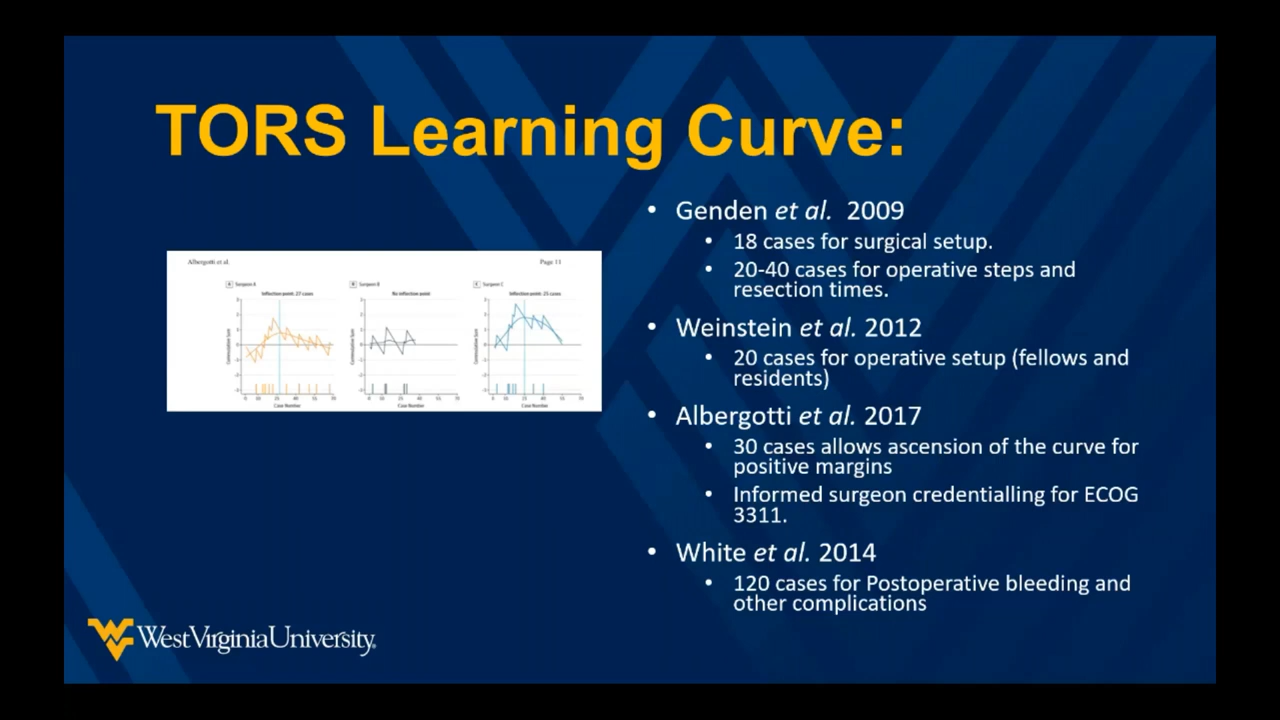 TORS Learning Curve:
Albergotti et al.
Page 11
A Surgeon A
Inflection point: 27 cases
B Surgeon B
No inflection point
C Surgeon C
Inflection point: 25 cases
Case Number
Case Number
Case Number
• Genden et al. 2009
• 18 cases for surgical setup.
• 20-40 cases for operative steps and
resection times.
• Weinstein et al. 2012
• 20 cases for operative setup (fellows and
residents)
• Albergotti et al. 2017
• 30 cases allows ascension of the curve for
positive margins
• Informed surgeon credentialling for ECOG
3311.
• White et al. 2014
• 120 cases for Postoperative bleeding and
other complications
WestVirginiaUniversity.